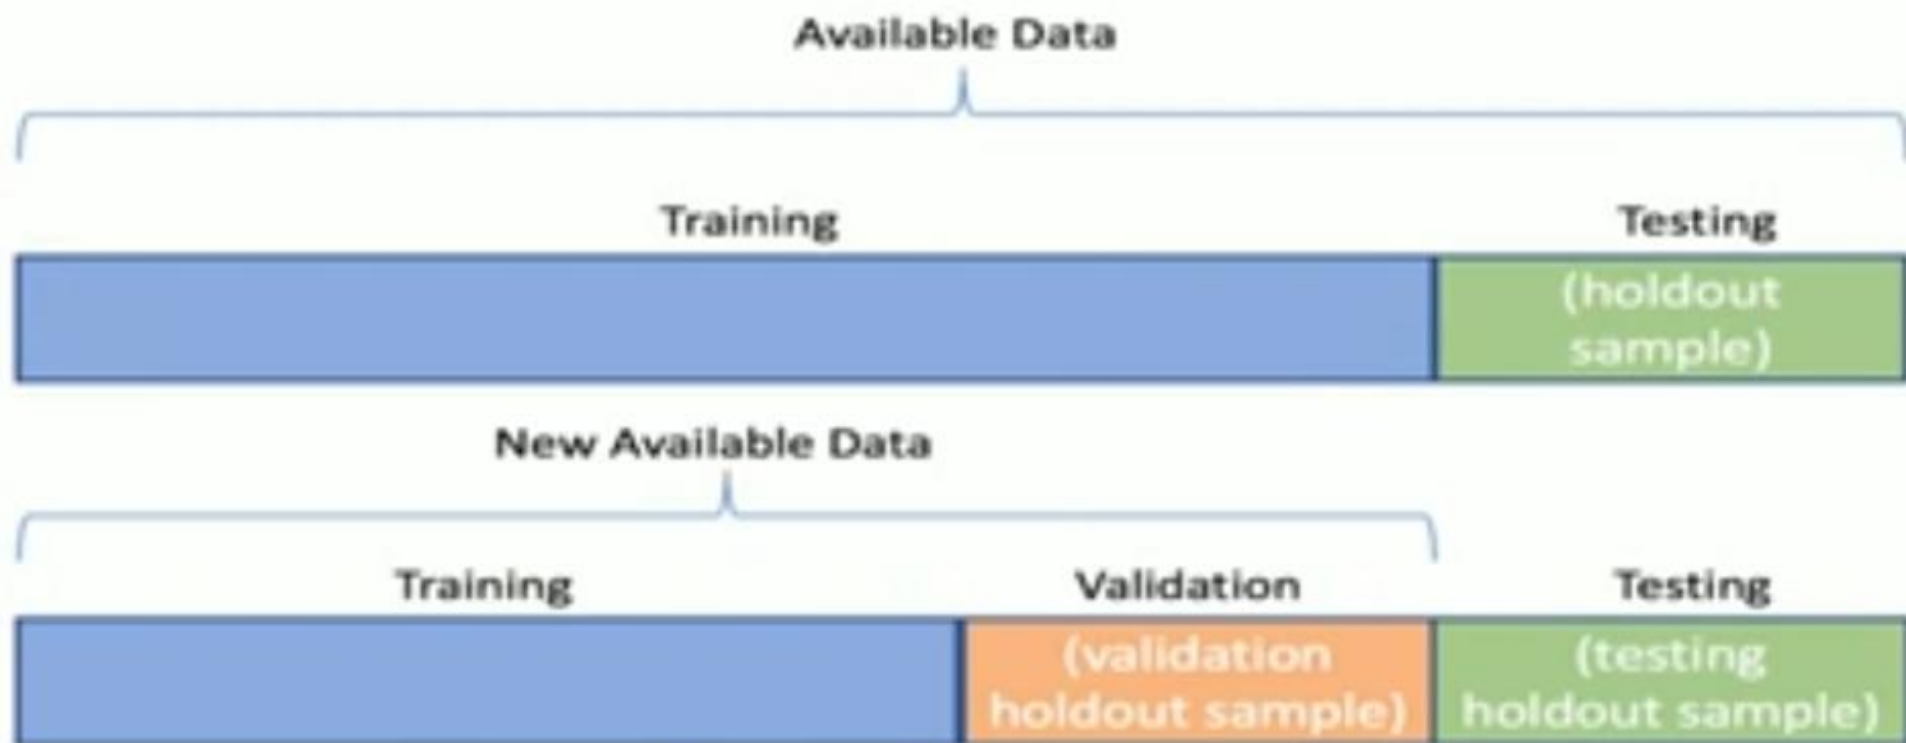 Available Data
Training Testing
(holdout
sample)
New Available Data
Training Validation Testing
(validation (testing
holdout sample) holdout sample)